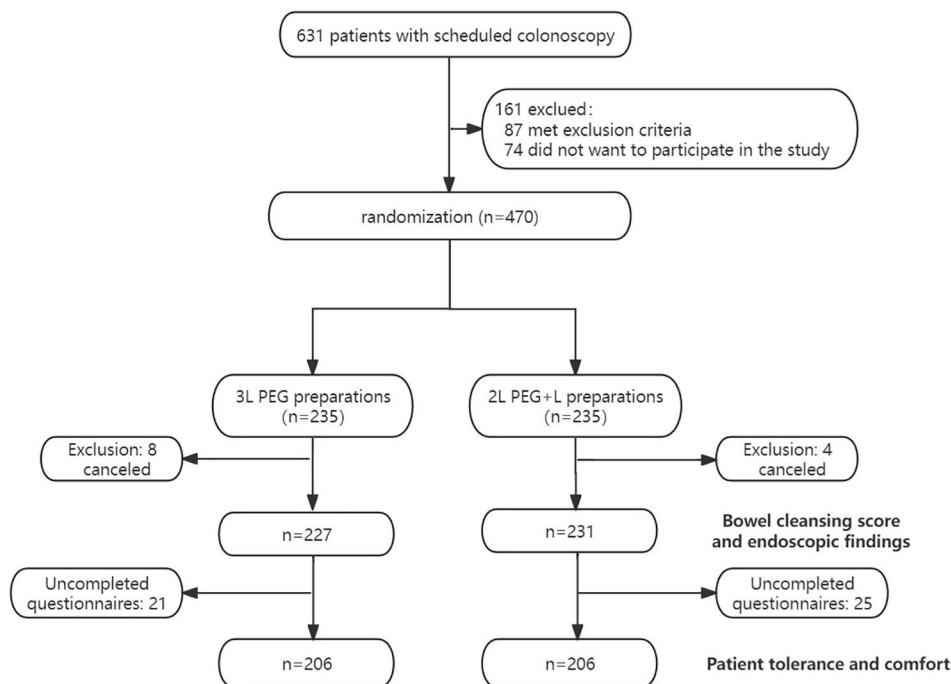 631 patients with scheduled colonoscopy
161 exclued:
87 met exclusion criteria
74 did not want to participate in the study
randomization (n=470)
3L PEG preparations
(n=235)
2L PEG+L preparations
(n=235)
Exclusion: 8
canceled
Exclusion: 4
canceled
n=227
n=231
Bowel cleansing score
and endoscopic findings
Uncompleted
questionnaires: 21
Uncompleted
questionnaires: 25
n=206
n=206
Patient tolerance and comfort